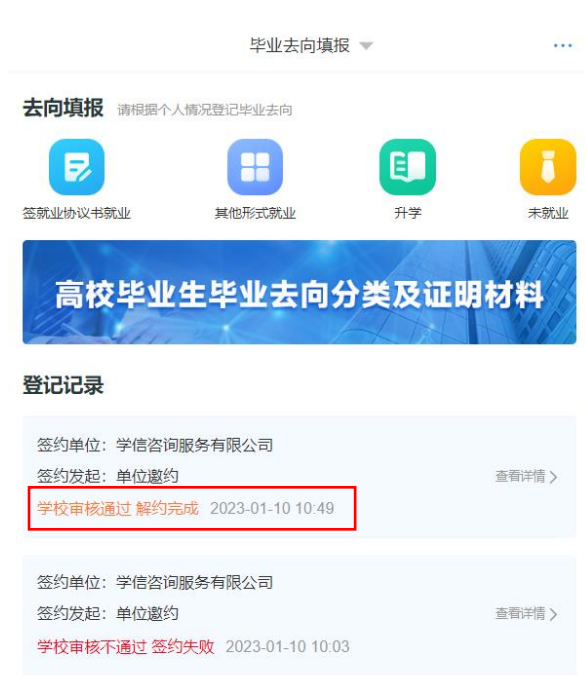 毕业去向填报
去向填报 请根据个人情况登记毕业去向
签就业协议书就业 其他形式就业 升学 未就业
高校毕业生毕业去向分类及证明材料
登记记录
签约单位：学信咨询服务有限公司
签约发起：单位邀约 查看详情
学校审核通过 解约完成 2023-01-10 10:49
签约单位：学信咨询服务有限公司
签约发起：单位邀约 查看详情
学校审核不通过 签约失败 2023-01-10 10:03